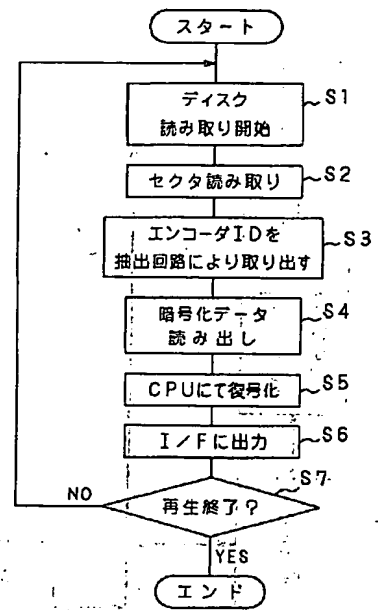 スタート
ディスク
読み取り開始
S1
セクタ読み取り
S2
エンコーダIDを
抽出回路により取り出す
S3
暗号化データ
読み出し
S4
CPUにて復号化
S5
I/Fに出力
S6
再生終了?
S7
NO
YES
エンド